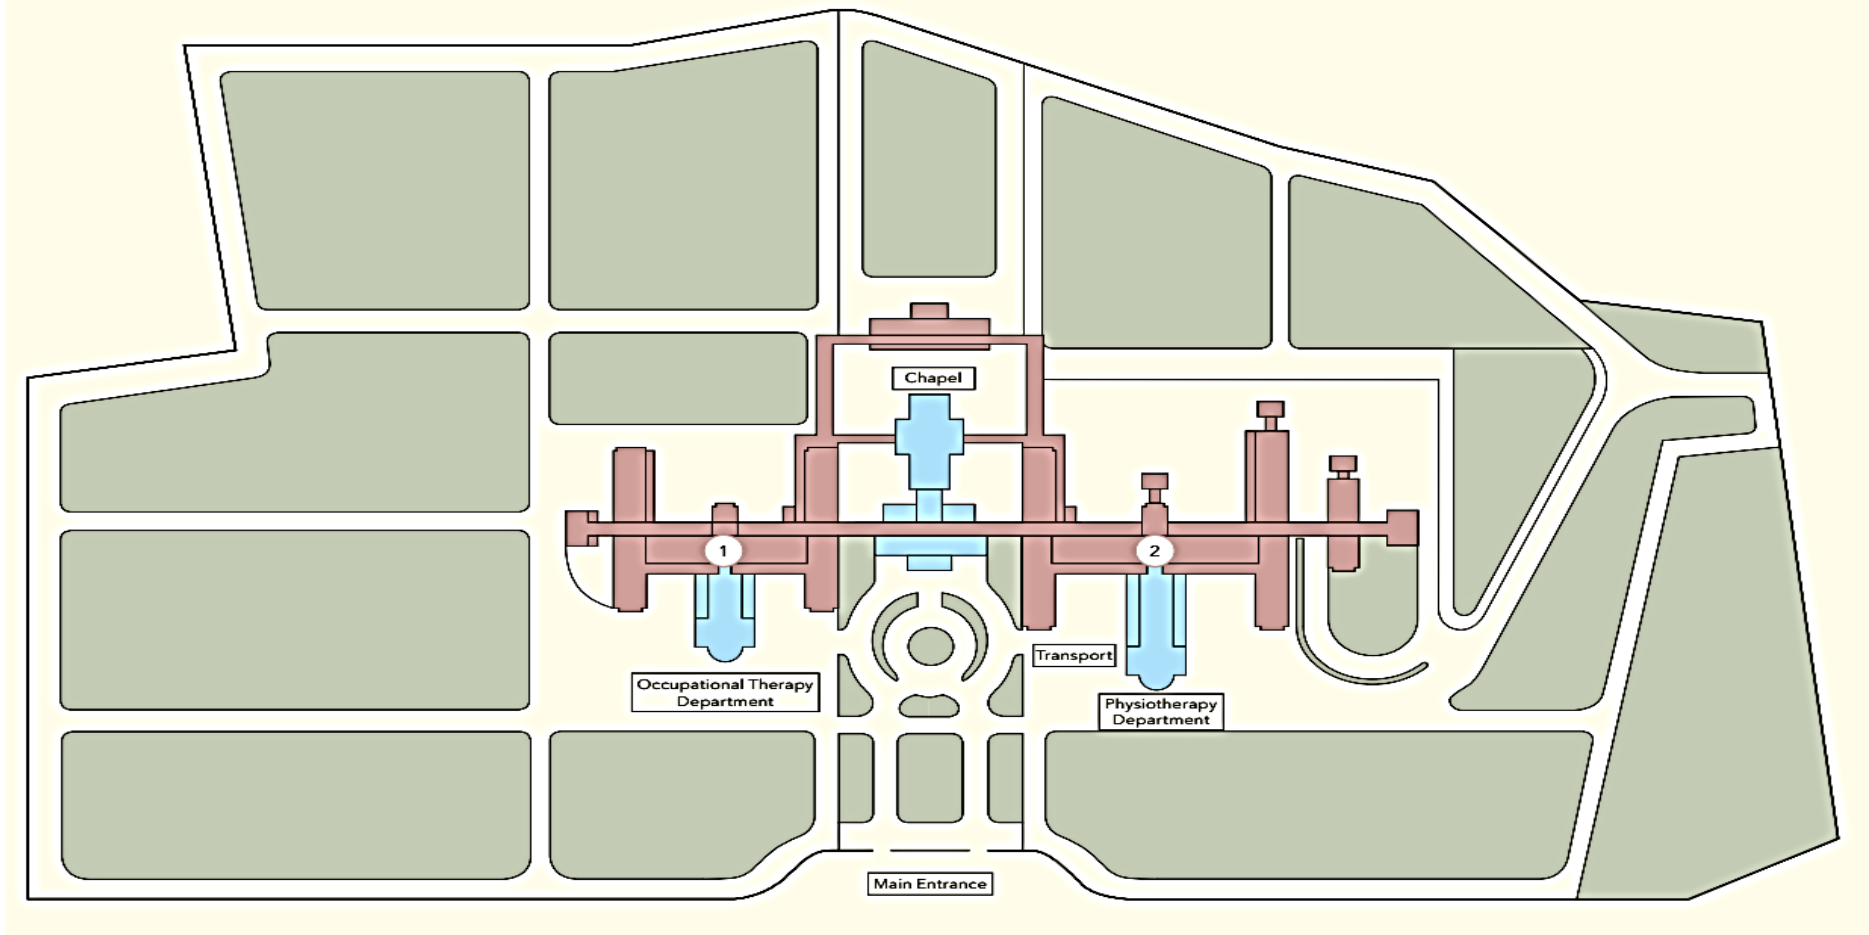 Chapel
1
2
Transport
Occupational Therapy
Department
Physiotherapy
Department
Main Entrance